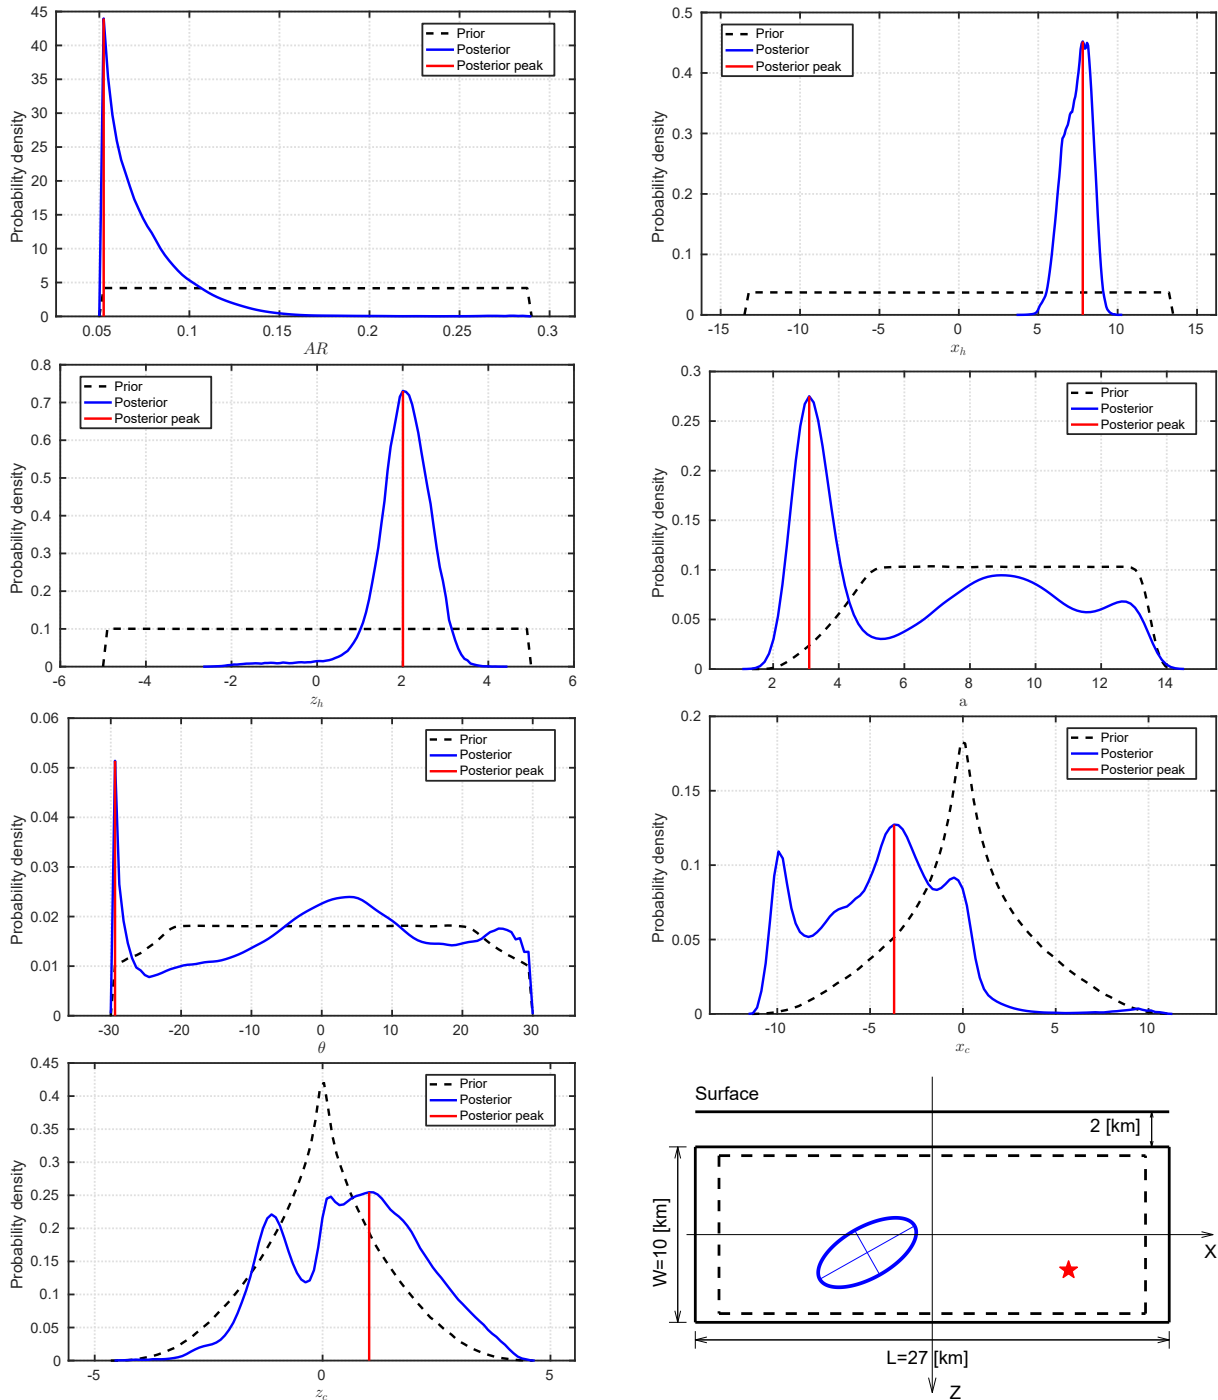 45
40
35
30
25
20
15
10
5
0
Probability density
Prior
Posterior
Posterior peak
0.05 0.1 0.15 0.2 0.25 0.3
AR
0.5
0.4
0.3
0.2
0.1
0
Probability density
Prior
Posterior
Posterior peak
-15 -10 -5 0 5 10 15
x_h
0.8
0.7
0.6
0.5
0.4
0.3
0.2
0.1
0
Probability density
Prior
Posterior
Posterior peak
-6 -4 -2 0 2 4 6
z_h
0.3
0.25
0.2
0.15
0.1
0.05
0
Probability density
Prior
Posterior
Posterior peak
2 4 6 8 10 12 14
a
0.06
0.05
0.04
0.03
0.02
0.01
0
Probability density
Prior
Posterior
Posterior peak
-30 -20 -10 0 10 20 30
θ
0.2
0.15
0.1
0.05
0
Probability density
Prior
Posterior
Posterior peak
-10 -5 0 5 10
x_c
0.45
0.4
0.35
0.3
0.25
0.2
0.15
0.1
0.05
0
Probability density
Prior
Posterior
Posterior peak
-5 0 5
z_c
Surface
2 [km]
W=10 [km]
X
L=27 [km]
Z